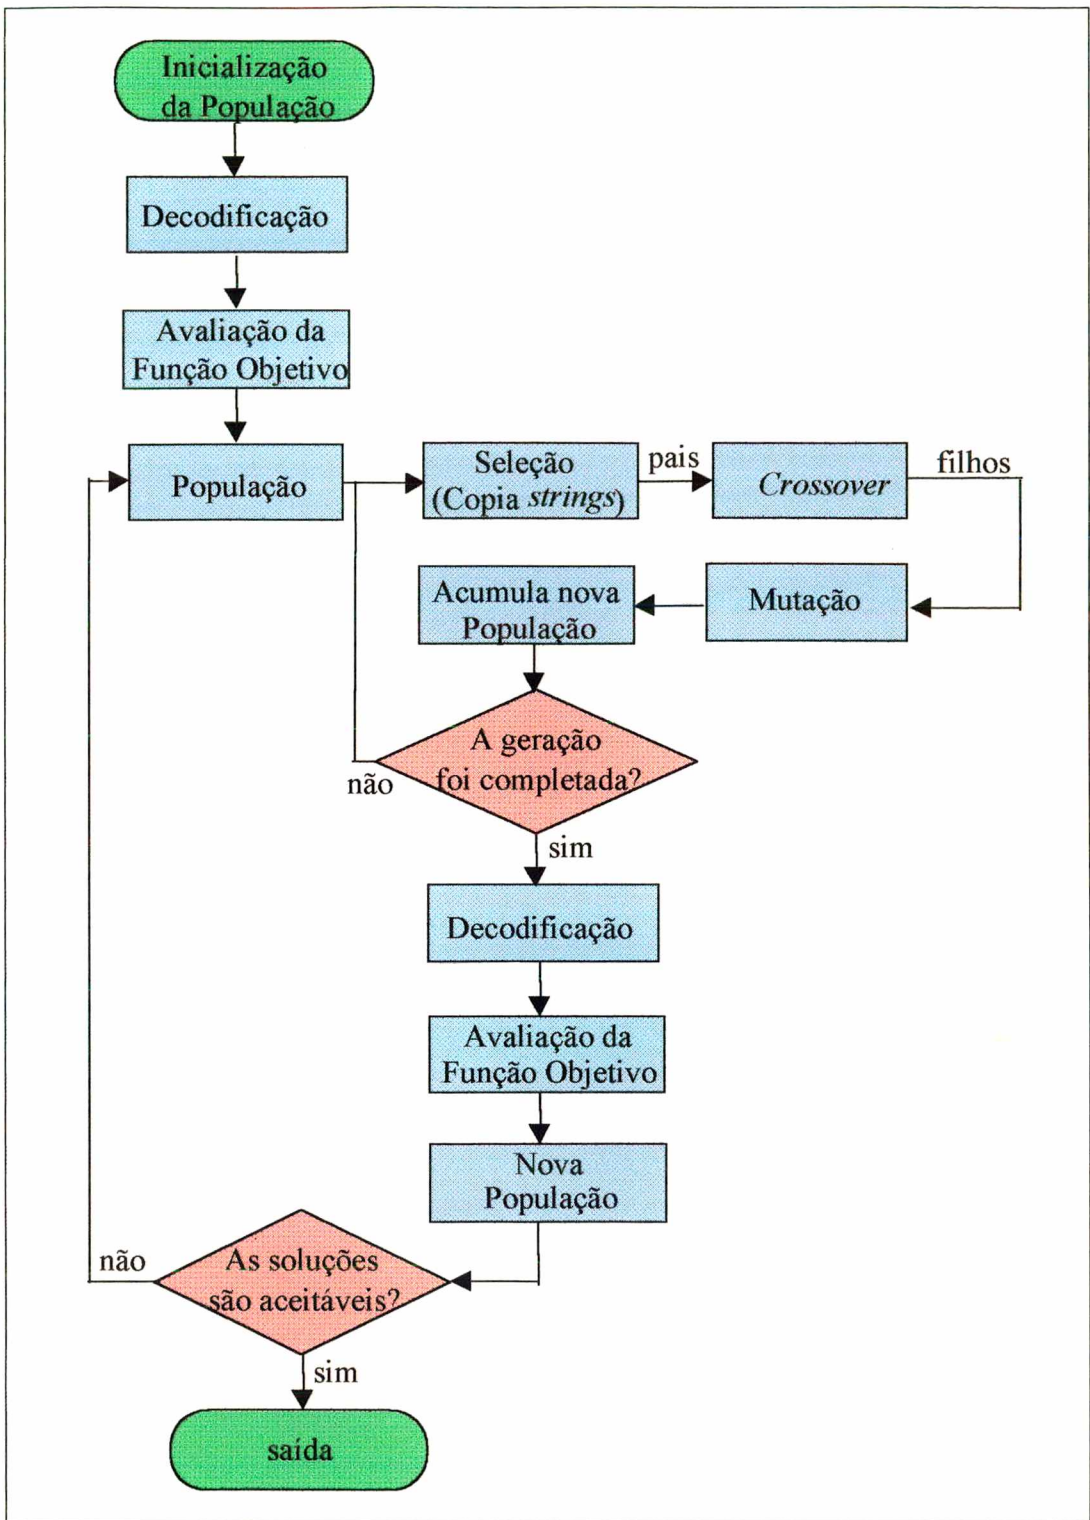 Inicialização
da População
Decodificação
Avaliação da
Função Objetivo
População
Seleção
(Copia strings)
pais
Crossover
filhos
Mutação
Acumula nova
População
A geração
foi completada?
não
sim
Decodificação
Avaliação da
Função Objetivo
Nova
População
As soluções
são aceitáveis?
não
sim
saída